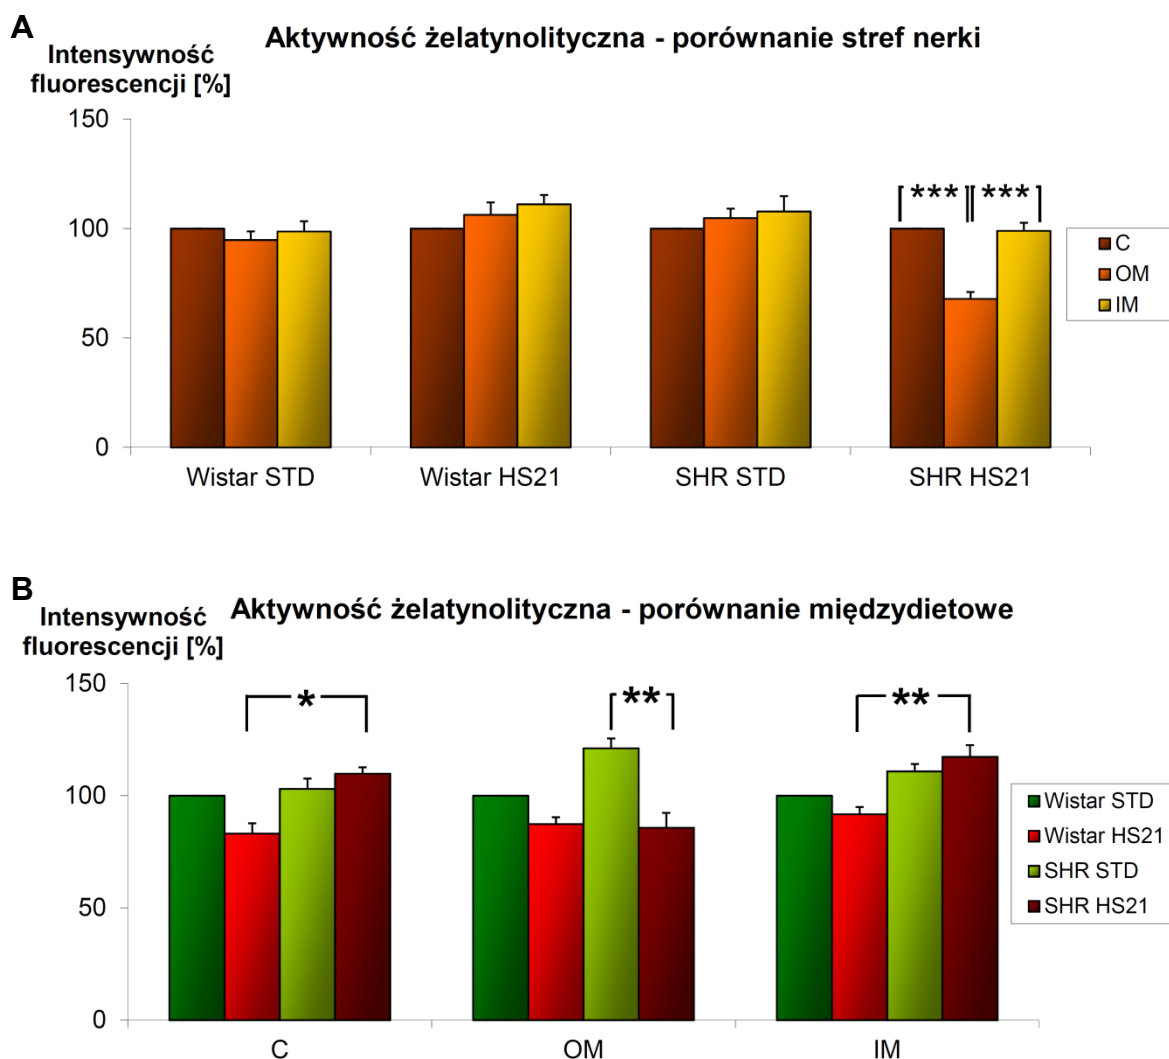 A
Aktywność żelatynolityczna - porównanie stref nerki
Intensywność
fluorescencji [%]
150
100
50
0
*** ***
C
OM
IM
Wistar STD Wistar HS21 SHR STD SHR HS21
B
Aktywność żelatynolityczna - porównanie międzydietowe
Intensywność
fluorescencji [%]
150
100
50
0
* ** **
Wistar STD
Wistar HS21
SHR STD
SHR HS21
C OM IM